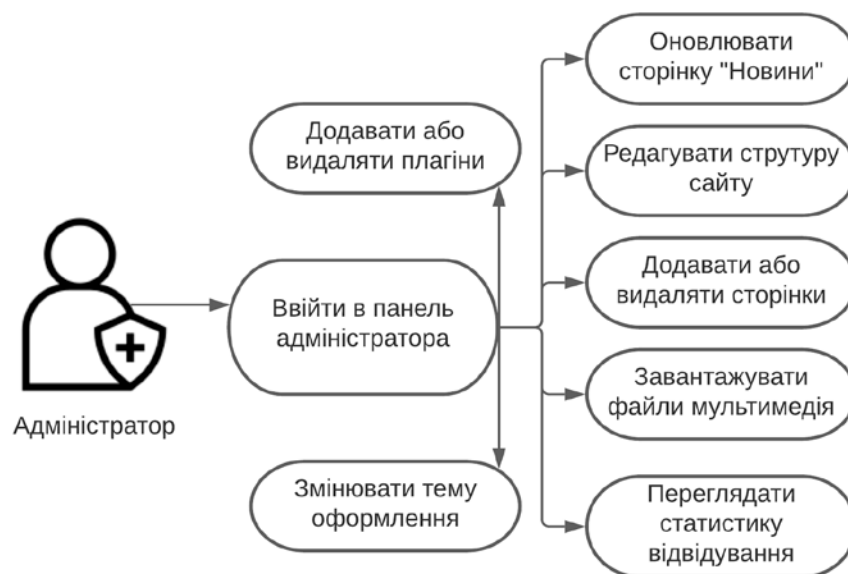 Оновлювати
сторінку "Новини"
Додавати або
видаляти плагіни
Редагувати струтуру
сайту
Ввійти в панель
адміністратора
Додавати або
видаляти сторінки
Завантажувати
файли мультимедія
Адміністратор
Змінювати тему
оформлення
Переглядати
статистику
відвідування